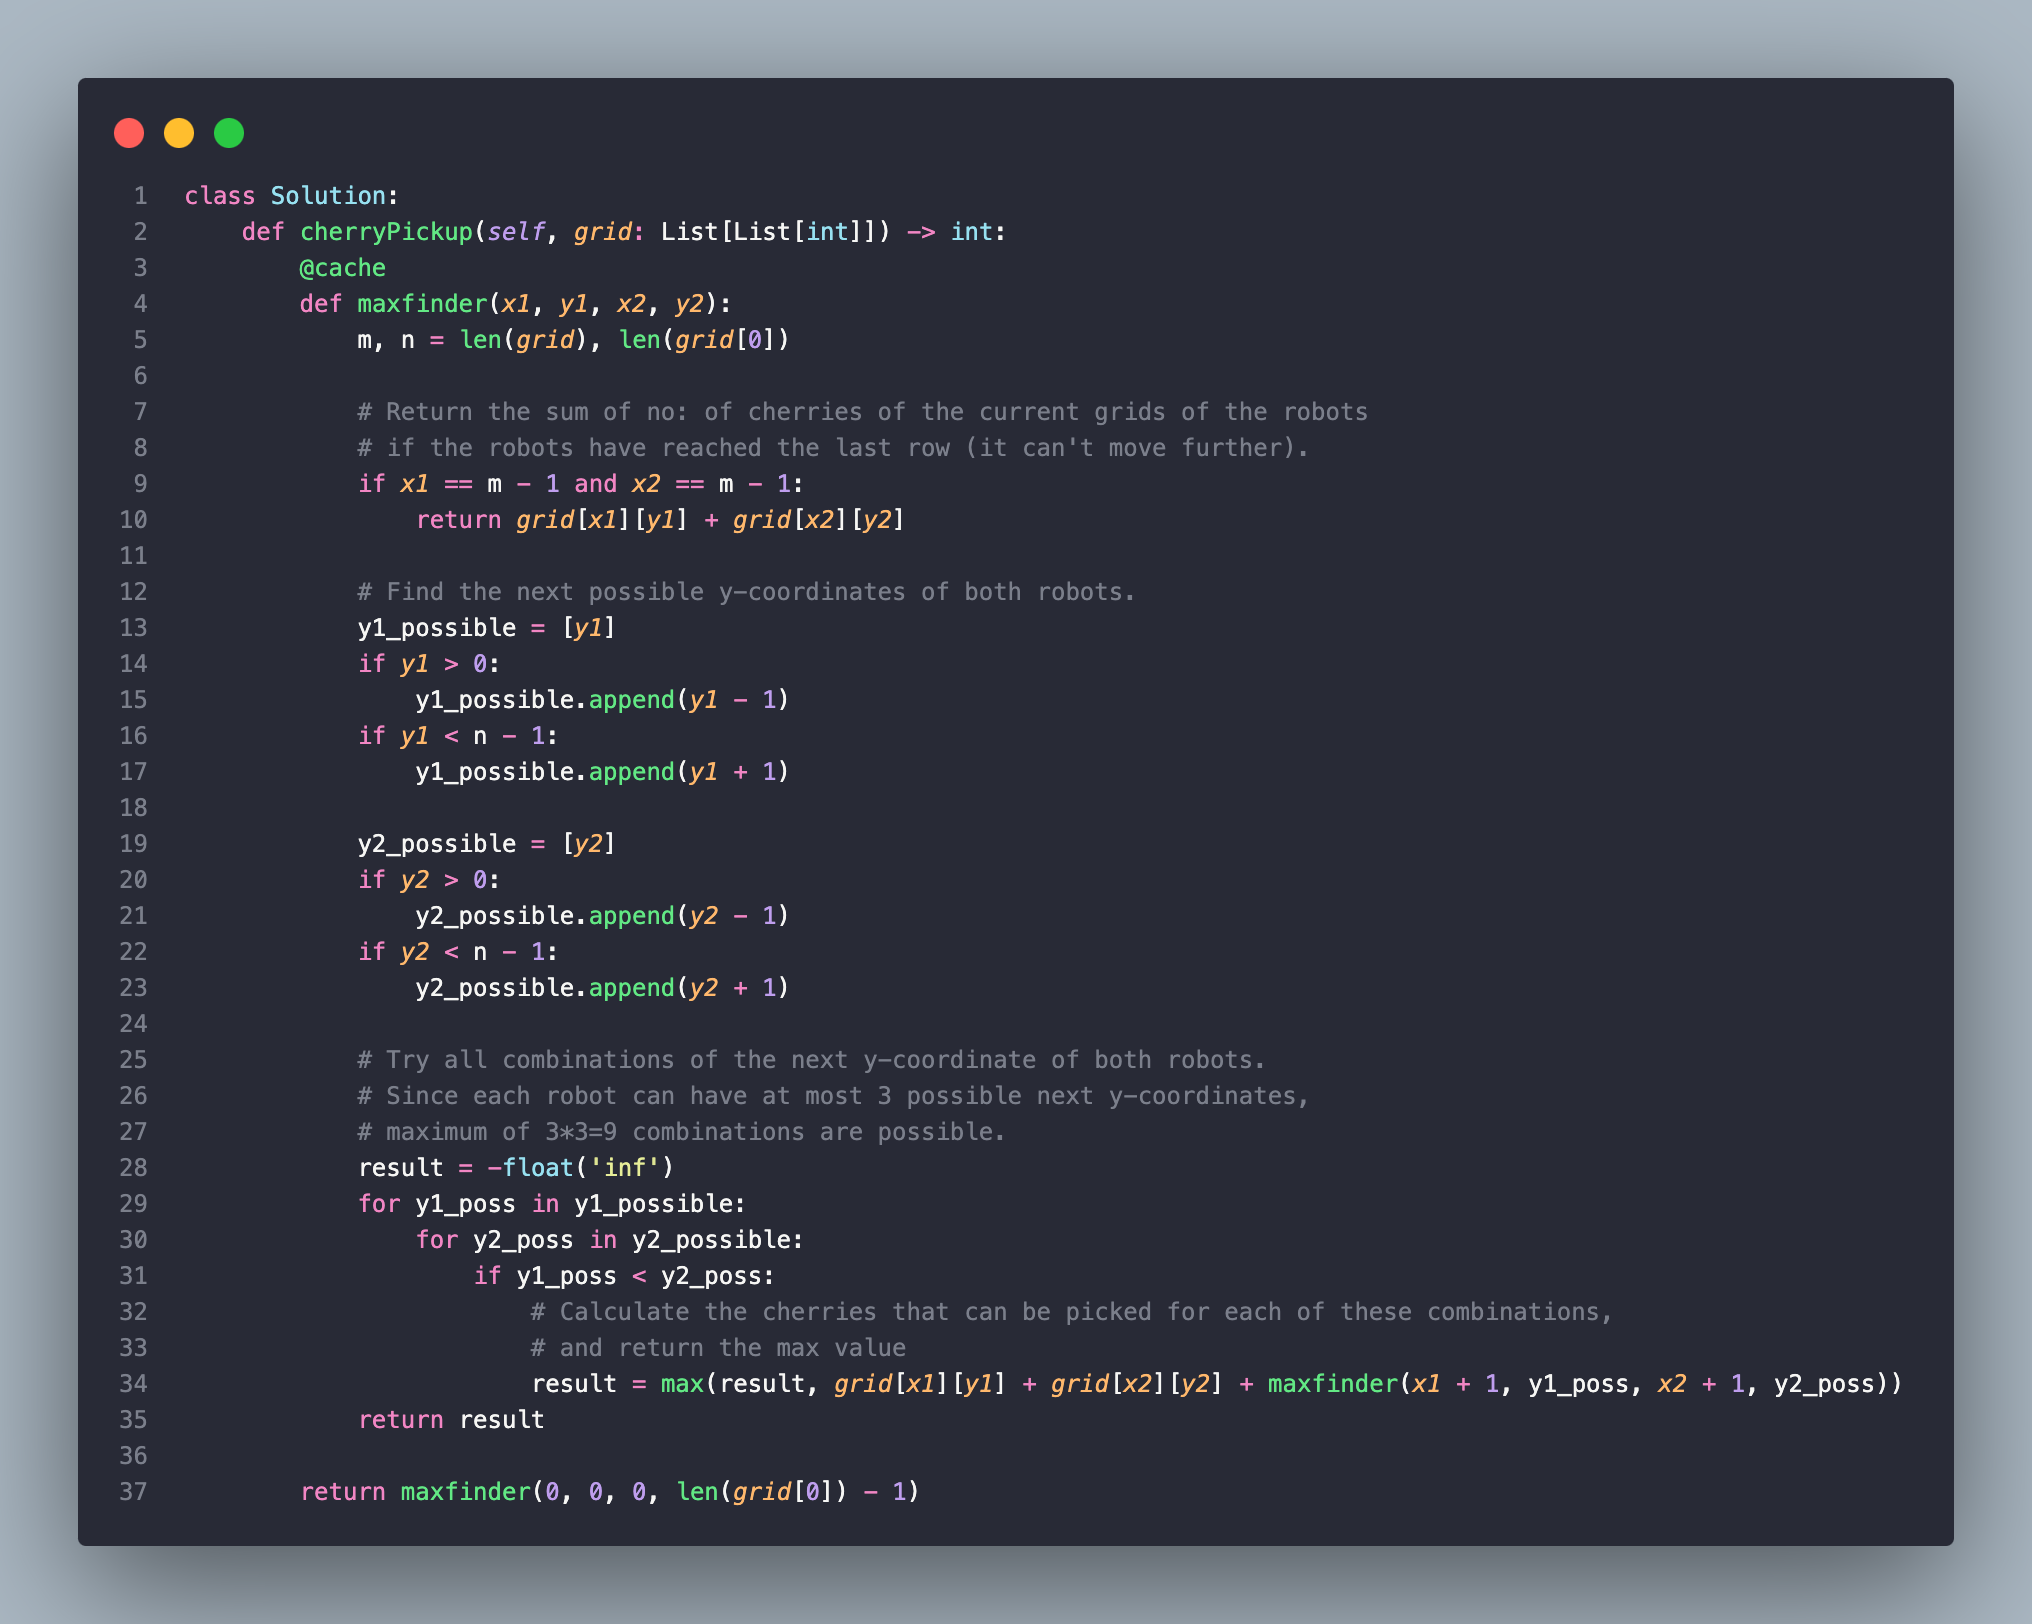 1 class Solution:
2     def cherryPickup(self, grid: List[List[int]]) -> int:
3         @cache
4         def maxfinder(x1, y1, x2, y2):
5             m, n = len(grid), len(grid[0])
6
7             # Return the sum of no: of cherries of the current grids of the robots
8             # if the robots have reached the last row (it can't move further).
9             if x1 == m - 1 and x2 == m - 1:
10                 return grid[x1][y1] + grid[x2][y2]
11
12             # Find the next possible y-coordinates of both robots.
13             y1_possible = [y1]
14             if y1 > 0:
15                 y1_possible.append(y1 - 1)
16             if y1 < n - 1:
17                 y1_possible.append(y1 + 1)
18
19             y2_possible = [y2]
20             if y2 > 0:
21                 y2_possible.append(y2 - 1)
22             if y2 < n - 1:
23                 y2_possible.append(y2 + 1)
24
25             # Try all combinations of the next y-coordinate of both robots.
26             # Since each robot can have at most 3 possible next y-coordinates,
27             # maximum of 3*3=9 combinations are possible.
28             result = -float('inf')
29             for y1_poss in y1_possible:
30                 for y2_poss in y2_possible:
31                     if y1_poss < y2_poss:
32                         # Calculate the cherries that can be picked for each of these combinations,
33                         # and return the max value
34                         result = max(result, grid[x1][y1] + grid[x2][y2] + maxfinder(x1 + 1, y1_poss, x2 + 1, y2_poss))
35             return result
36
37         return maxfinder(0, 0, 0, len(grid[0]) - 1)